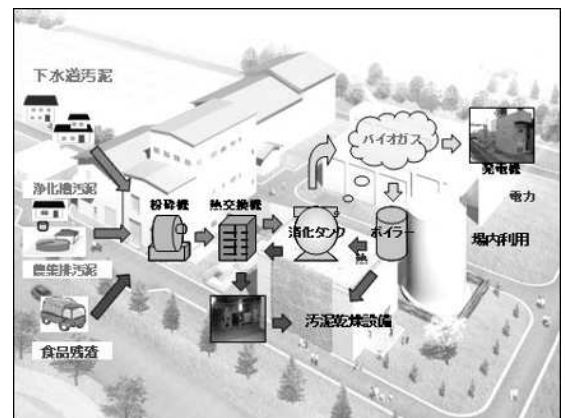 下水道汚泥
バイオガス
発電機
浄化槽汚泥
電力
粉砕機
熱交換機
消化タンク
ボイラー
場内利用
熱
農集排汚泥
汚泥乾燥設備
食品残渣